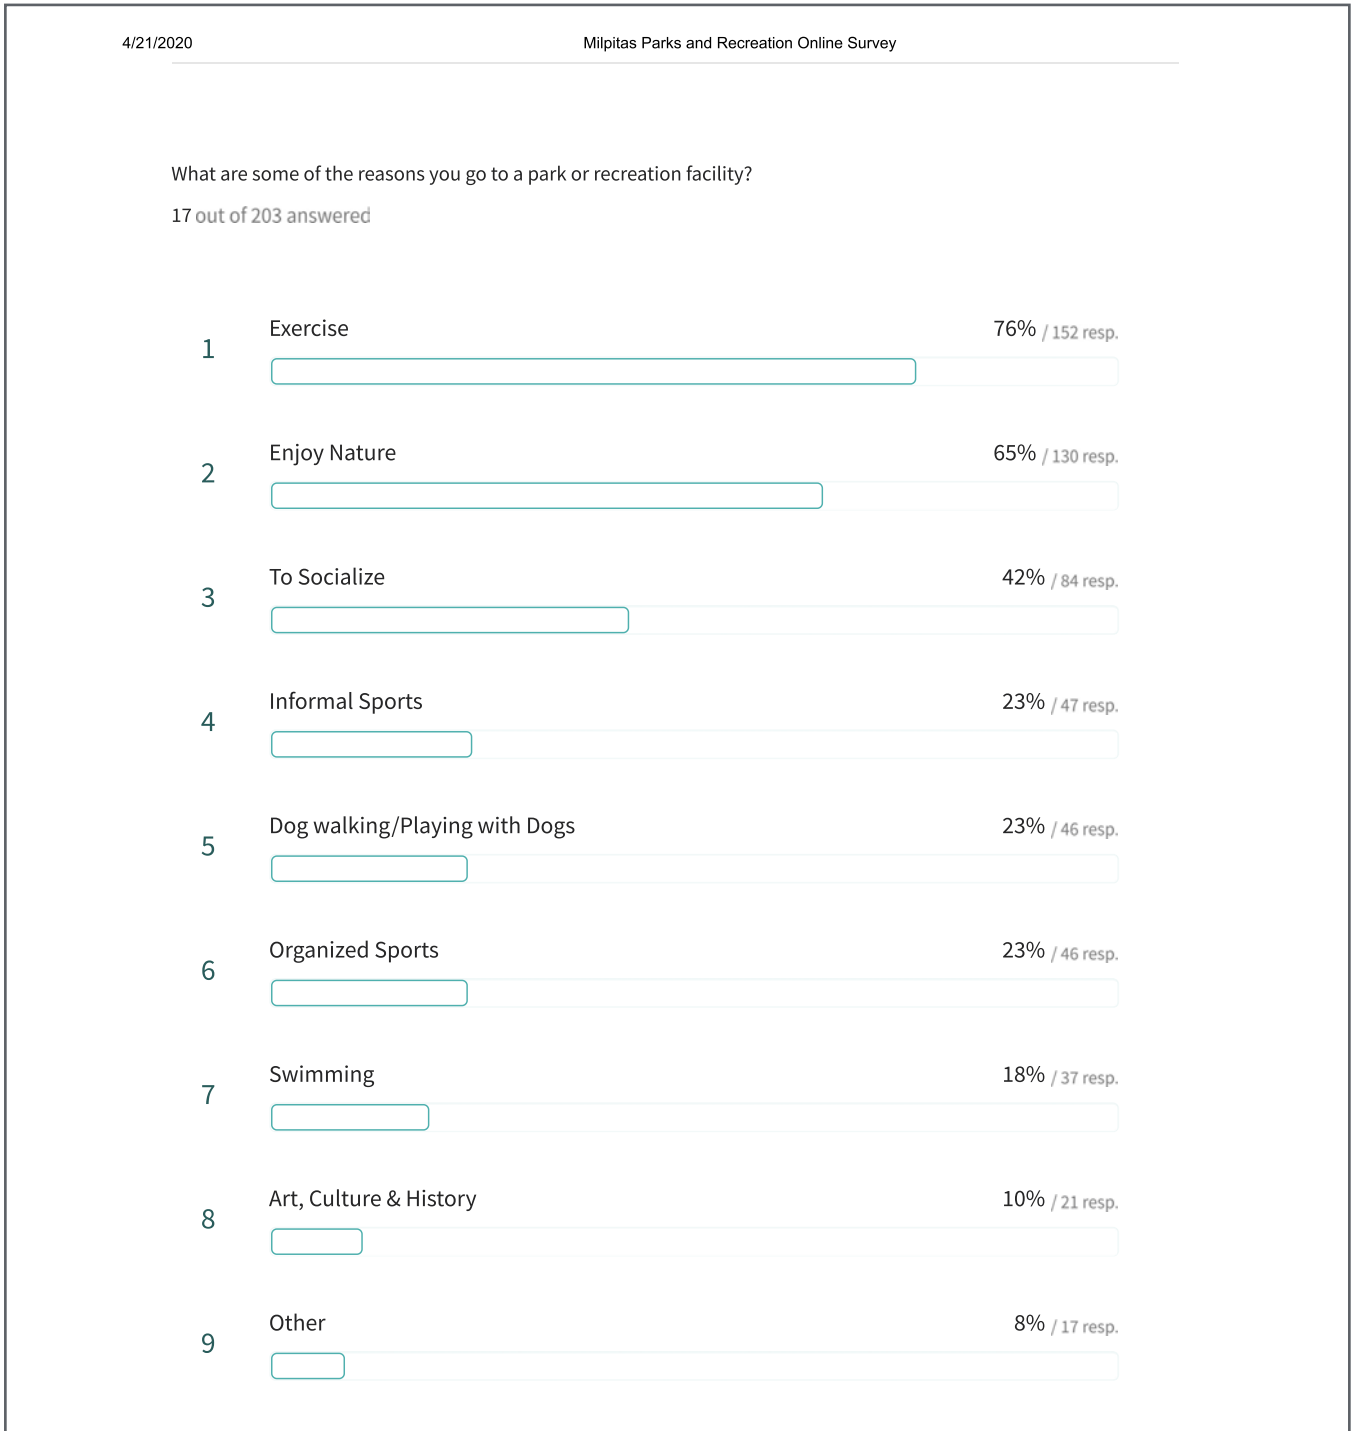 4/21/2020 Milpitas Parks and Recreation Online Survey
What are some of the reasons you go to a park or recreation facility?
17 out of 203 answered
1 Exercise 76% / 152 resp.
2 Enjoy Nature 65% / 130 resp.
3 To Socialize 42% / 84 resp.
4 Informal Sports 23% / 47 resp.
5 Dog walking/Playing with Dogs 23% / 46 resp.
6 Organized Sports 23% / 46 resp.
7 Swimming 18% / 37 resp.
8 Art, Culture & History 10% / 21 resp.
9 Other 8% / 17 resp.